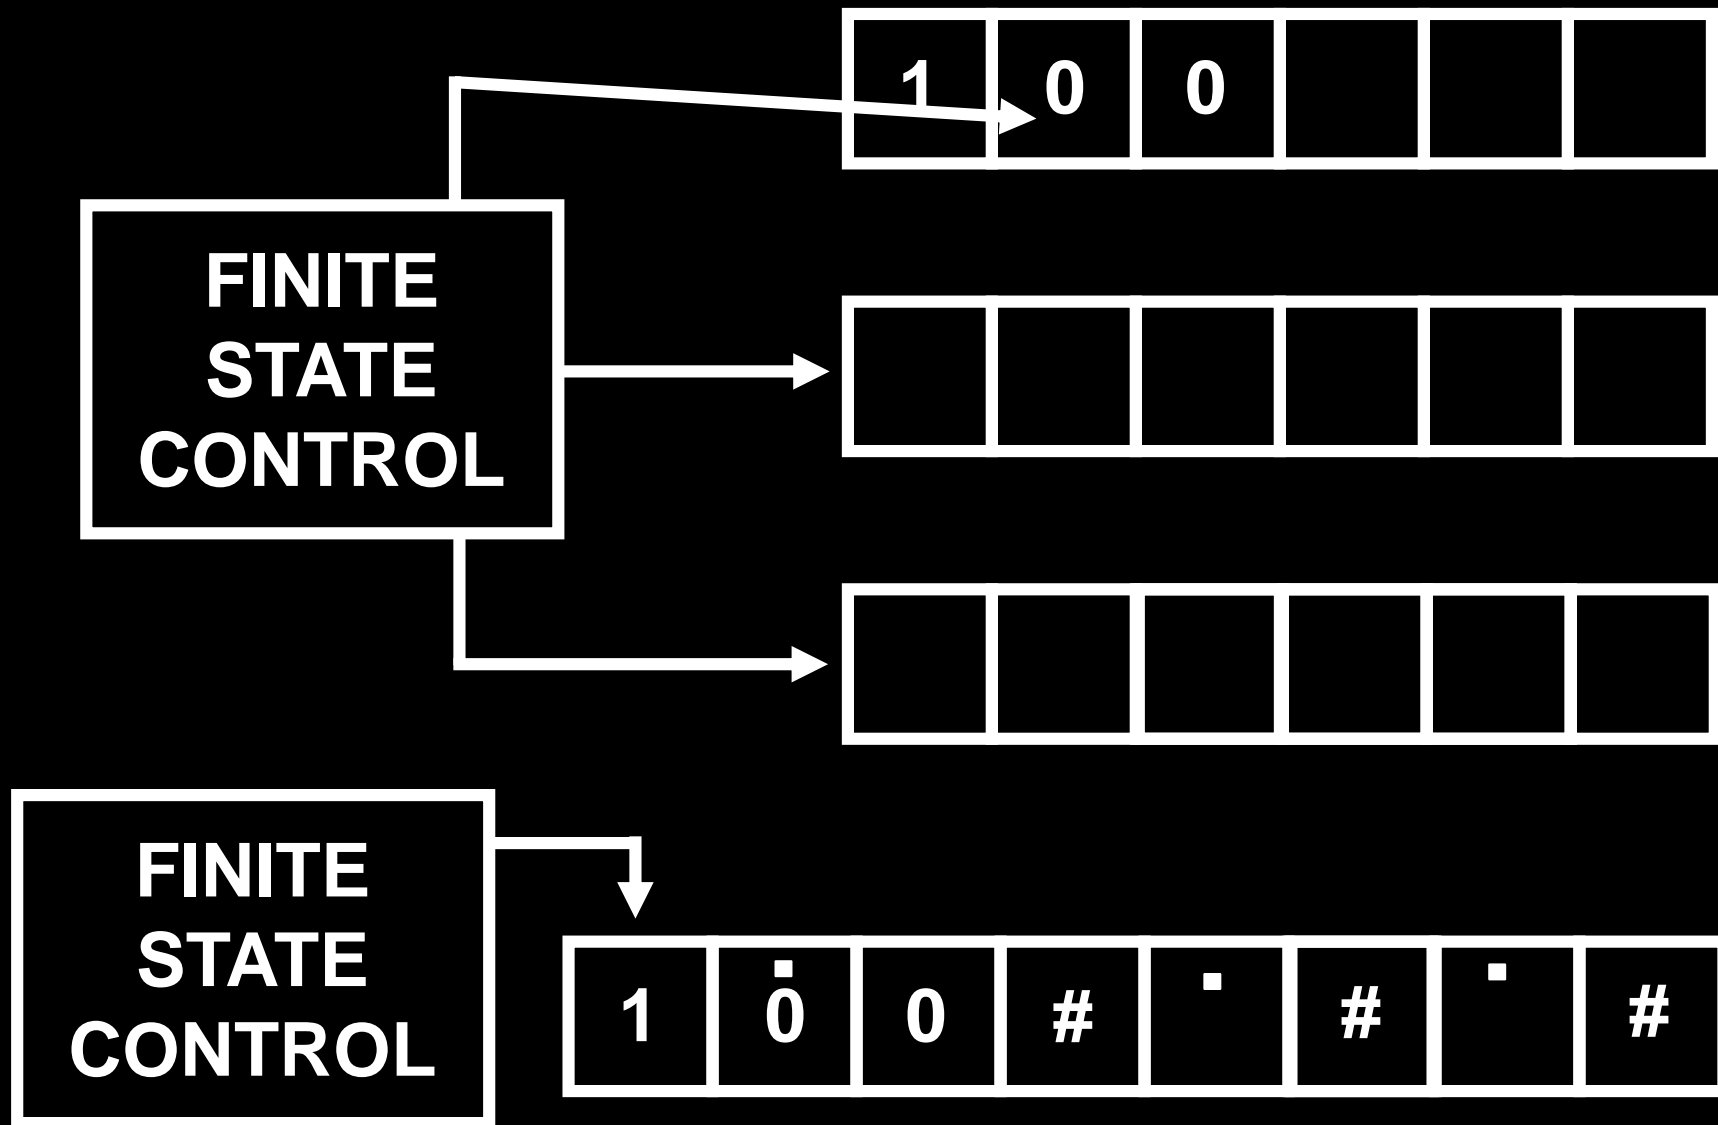 1 0 0
FINITE
STATE
CONTROL
FINITE
STATE
CONTROL
1 0̇ 0 # ˙ # ˙ #